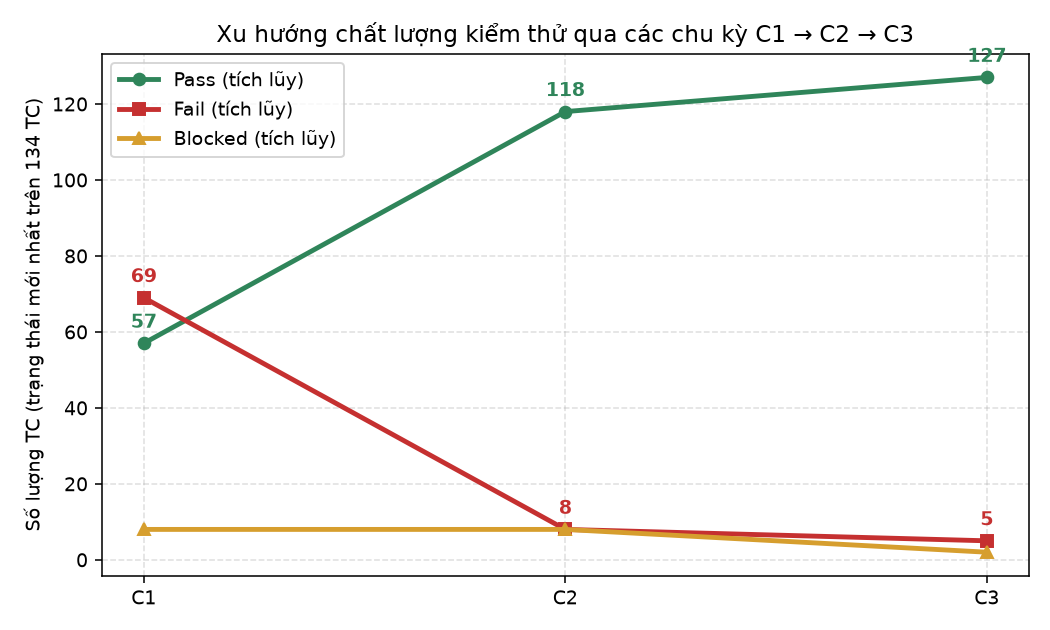 Xu hướng chất lượng kiểm thử qua các chu kỳ C1 → C2 → C3
Số lượng TC (trạng thái mới nhất trên 134 TC)
Pass (tích lũy)
Fail (tích lũy)
Blocked (tích lũy)
120
100
80
60
40
20
0
69
57
118
8
127
5
C1
C2
C3